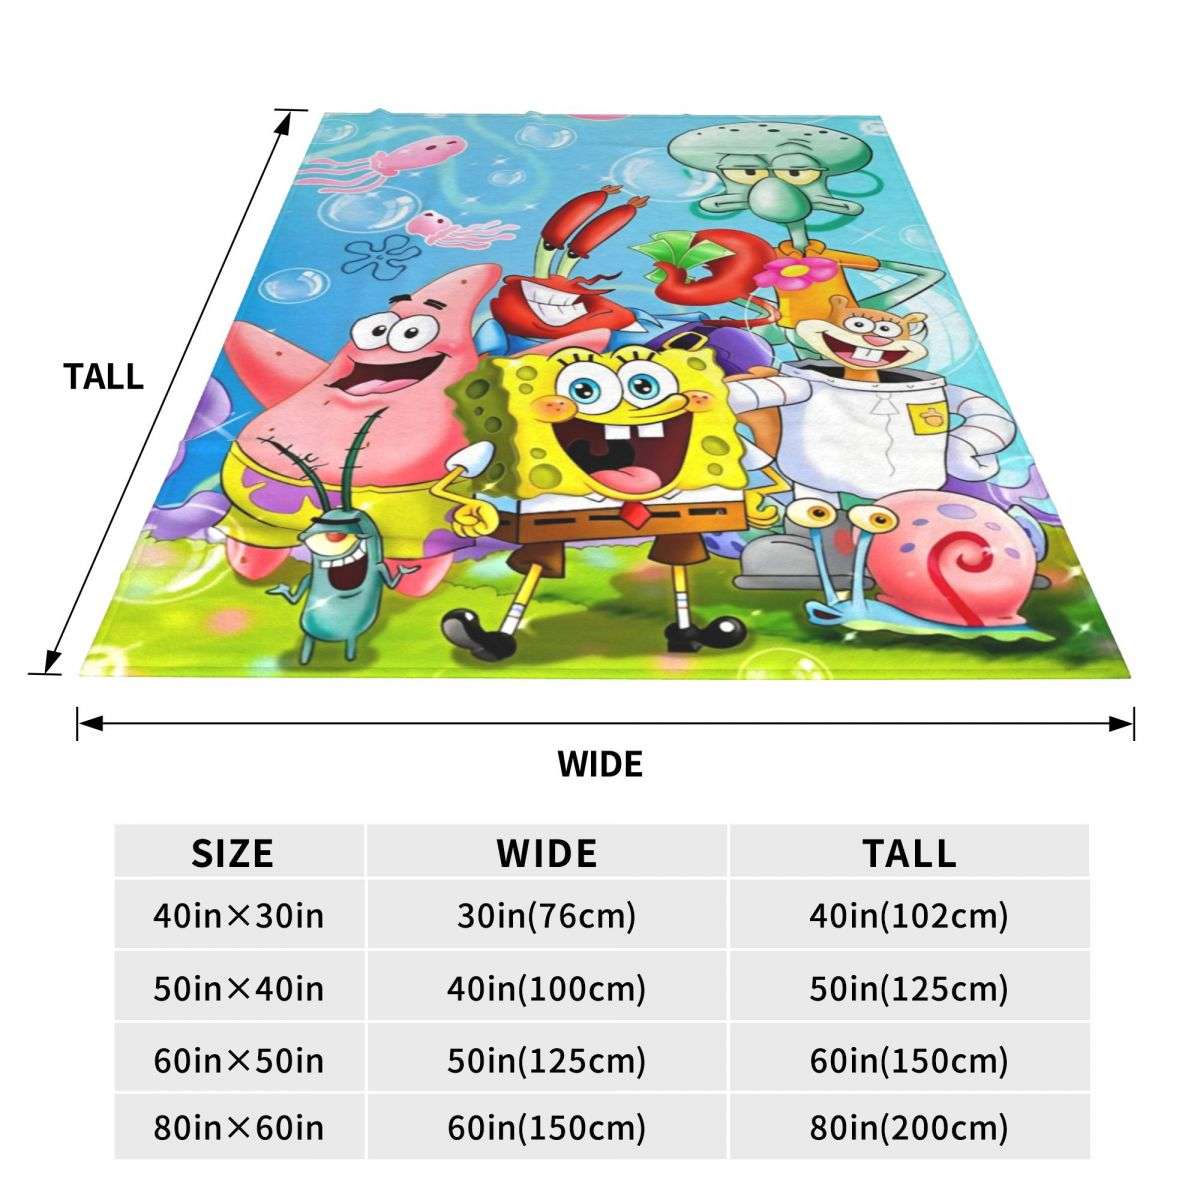 TALL
WIDE
SIZE WIDE TALL
40in×30in 30in(76cm) 40in(102cm)
50in×40in 40in(100cm) 50in(125cm)
60in×50in 50in(125cm) 60in(150cm)
80in×60in 60in(150cm) 80in(200cm)